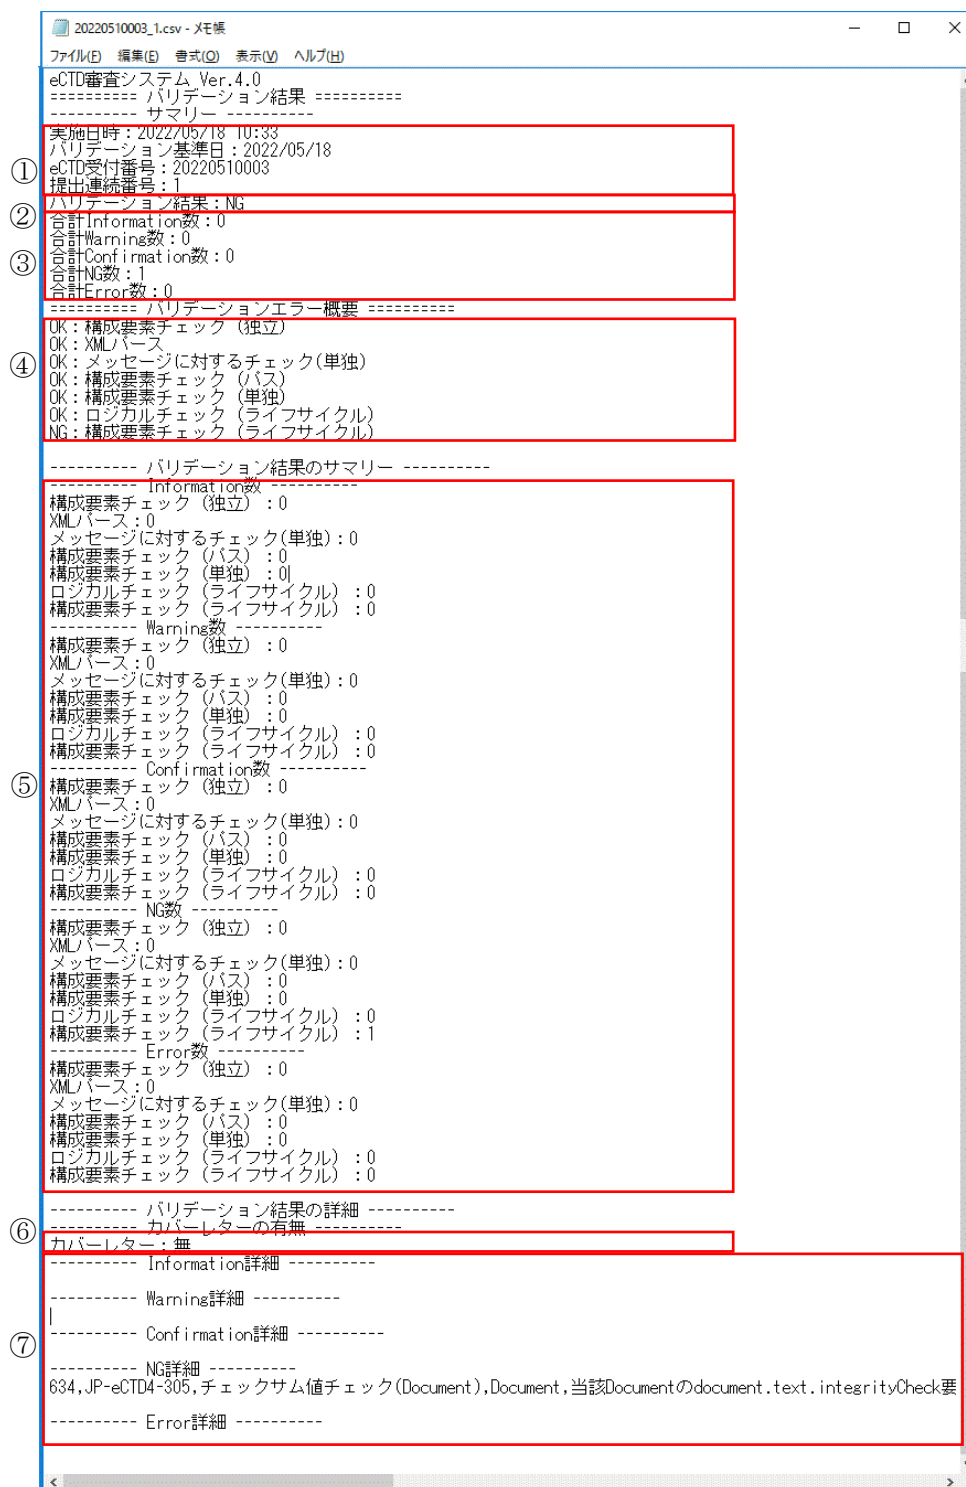 20220510003_1.csv - メモ帳
ファイル(F) 編集(E) 書式(O) 表示(V) ヘルプ(H)
eCTD審査システム Ver.4.0
========== バリデーション結果 ==========
---------- サマリー ----------
実施日時：2022/05/18 10:33
バリデーション基準日：2022/05/18
① eCTD受付番号：20220510003
提出連続番号：1
② バリデーション結果：NG
合計Information数：0
合計Warning数：0
③ 合計Confirmation数：0
合計NG数：1
合計Error数：0
========== バリデーションエラー概要 ==========
OK：構成要素チェック（独立）
OK：XMLパース
④ OK：メッセージに対するチェック(単独)
OK：構成要素チェック（パス）
OK：構成要素チェック（単独）
OK：ロジカルチェック（ライフサイクル）
NG：構成要素チェック（ライフサイクル）
---------- バリデーション結果のサマリー ----------
---------- Information数 ----------
構成要素チェック（独立）：0
XMLパース：0
メッセージに対するチェック(単独)：0
構成要素チェック（パス）：0
構成要素チェック（単独）：0
ロジカルチェック（ライフサイクル）：0
構成要素チェック（ライフサイクル）：0
---------- Warning数 ----------
構成要素チェック（独立）：0
XMLパース：0
メッセージに対するチェック(単独)：0
構成要素チェック（パス）：0
構成要素チェック（単独）：0
ロジカルチェック（ライフサイクル）：0
構成要素チェック（ライフサイクル）：0
---------- Confirmation数 ----------
⑤ 構成要素チェック（独立）：0
XMLパース：0
メッセージに対するチェック(単独)：0
構成要素チェック（パス）：0
構成要素チェック（単独）：0
ロジカルチェック（ライフサイクル）：0
構成要素チェック（ライフサイクル）：0
---------- NG数 ----------
構成要素チェック（独立）：0
XMLパース：0
メッセージに対するチェック(単独)：0
構成要素チェック（パス）：0
構成要素チェック（単独）：0
ロジカルチェック（ライフサイクル）：0
構成要素チェック（ライフサイクル）：1
---------- Error数 ----------
構成要素チェック（独立）：0
XMLパース：0
メッセージに対するチェック(単独)：0
構成要素チェック（パス）：0
構成要素チェック（単独）：0
ロジカルチェック（ライフサイクル）：0
構成要素チェック（ライフサイクル）：0
---------- バリデーション結果の詳細 ----------
---------- カバーレターの有無 ----------
⑥ カバーレター：無
---------- Information詳細 ----------
---------- Warning詳細 ----------
---------- Confirmation詳細 ----------
⑦
---------- NG詳細 ----------
634,JP-eCTD4-305,チェックサム値チェック(Document),Document,当該Documentのdocument.text.integrityCheck要
---------- Error詳細 ----------